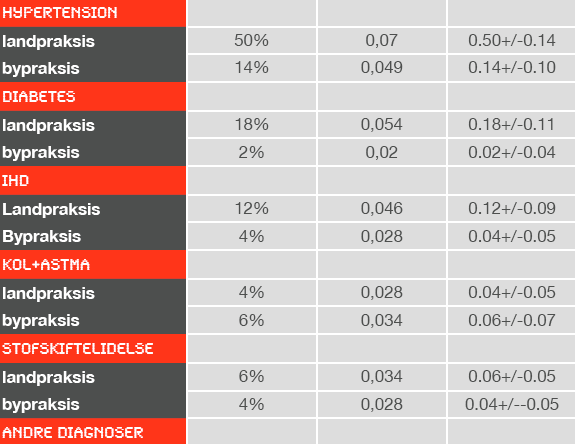 HYPERTENSION
landpraksis 50% 0,07 0.50+/-0.14
bypraksis 14% 0,049 0.14+/-0.10
DIABETES
landpraksis 18% 0,054 0.18+/-0.11
bypraksis 2% 0,02 0.02+/-0.04
IHD
Landpraksis 12% 0,046 0.12+/-0.09
Bypraksis 4% 0,028 0.04+/-0.05
KOL+ASTMA
landpraksis 4% 0,028 0.04+/-0.05
bypraksis 6% 0,034 0.06+/-0.07
STOFSKIFTELIDELSE
landpraksis 6% 0,034 0.06+/-0.05
bypraksis 4% 0,028 0.04+/--0.05
ANDRE DIAGNOSER